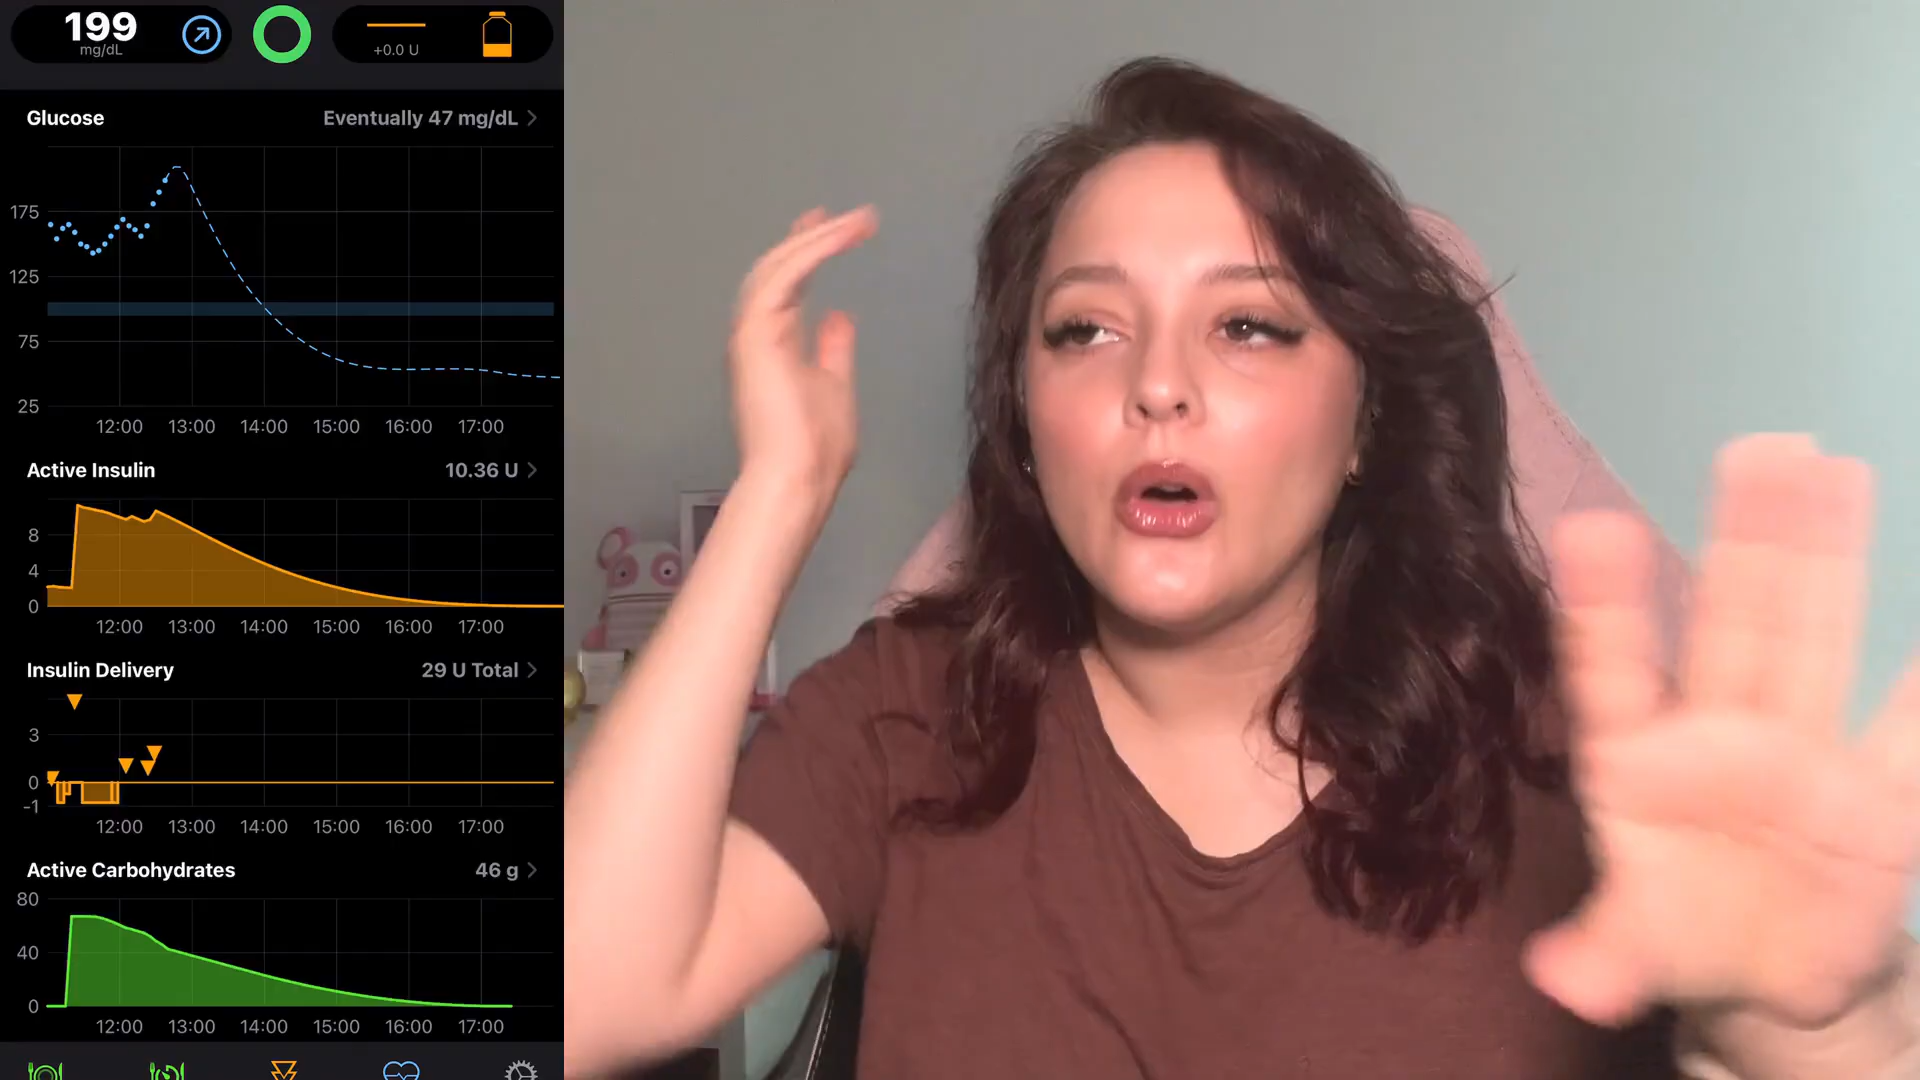 199
mg/dL
+0.0 U
Glucose
Eventually 47 mg/dL
175
125
75
25
12:00 13:00 14:00 15:00 16:00 17:00
Active Insulin
10.36 U
8
4
0
12:00 13:00 14:00 15:00 16:00 17:00
Insulin Delivery
29 U Total
3
0
-1
12:00 13:00 14:00 15:00 16:00 17:00
Active Carbohydrates
46 g
80
40
0
12:00 13:00 14:00 15:00 16:00 17:00